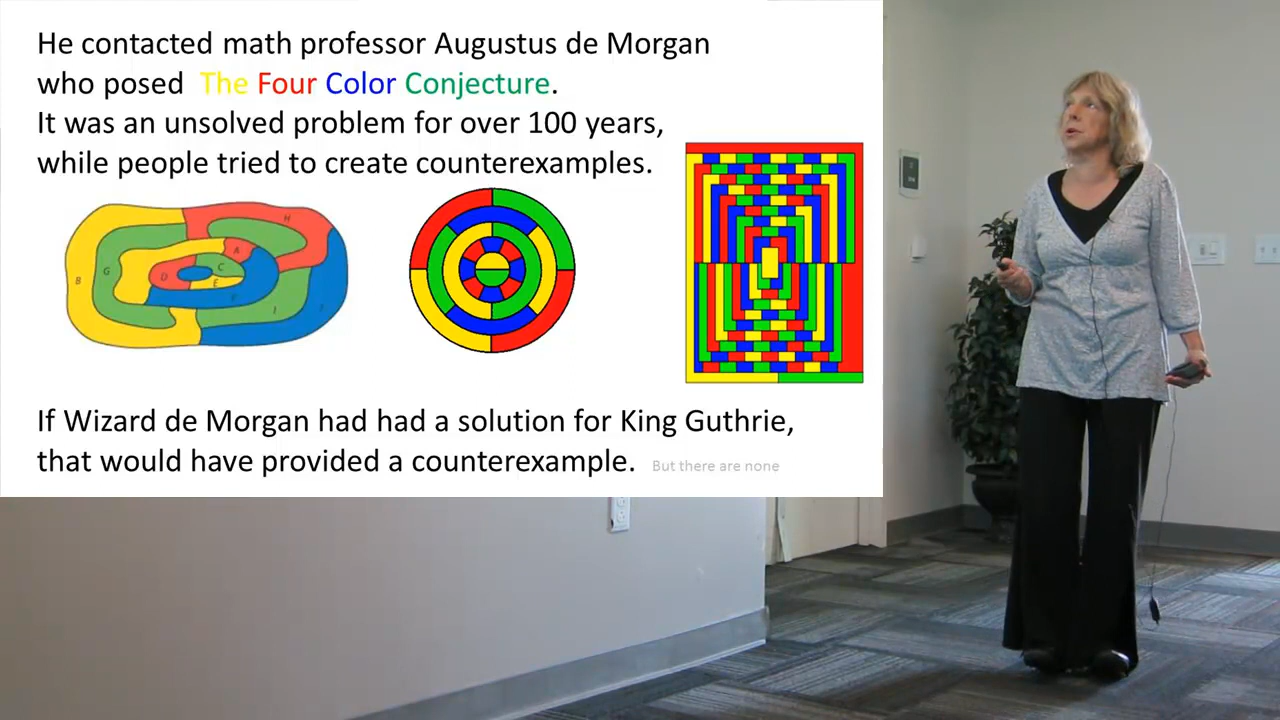 He contacted math professor Augustus de Morgan
who posed The Four Color Conjecture.
It was an unsolved problem for over 100 years,
while people tried to create counterexamples.
H
A
B
G
D
C
E
F
I
If Wizard de Morgan had had a solution for King Guthrie,
that would have provided a counterexample. But there are none